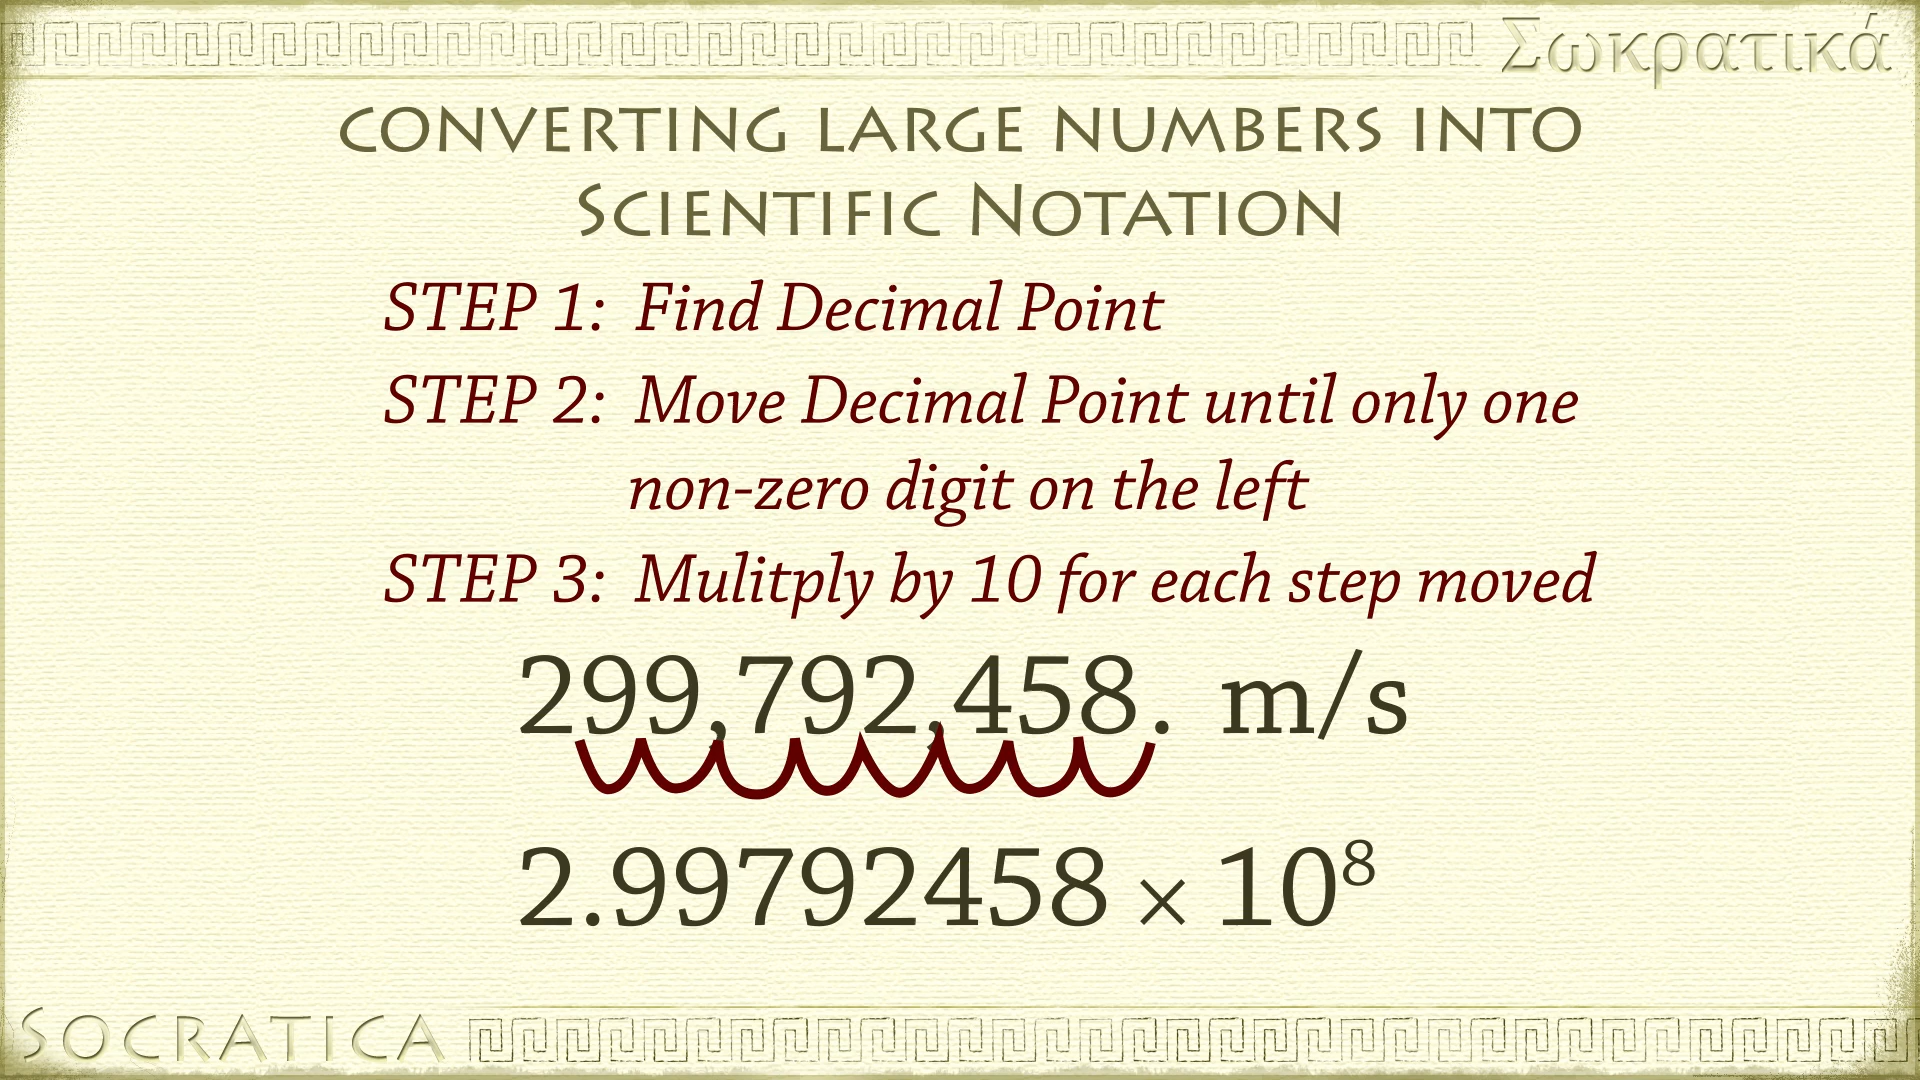 Σωκρατικά
CONVERTING LARGE NUMBERS INTO
SCIENTIFIC NOTATION
STEP 1: Find Decimal Point
STEP 2: Move Decimal Point until only one
non-zero digit on the left
STEP 3: Mulitply by 10 for each step moved
299,792,458. m/s
2.99792458 × 10⁸
SOCRATICA